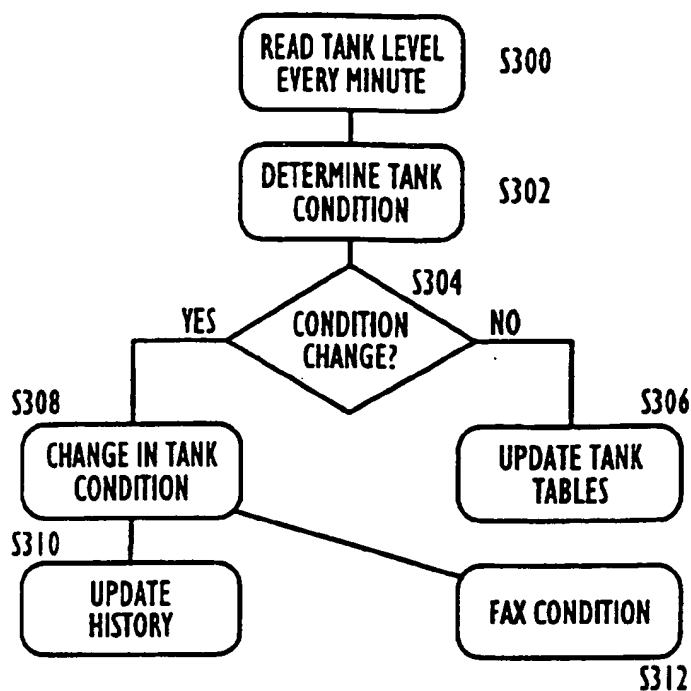 READ TANK LEVEL
EVERY MINUTE
S300
DETERMINE TANK
CONDITION
S302
S304
CONDITION
CHANGE?
YES
NO
S308
CHANGE IN TANK
CONDITION
S306
UPDATE TANK
TABLES
S310
UPDATE
HISTORY
FAX CONDITION
S312